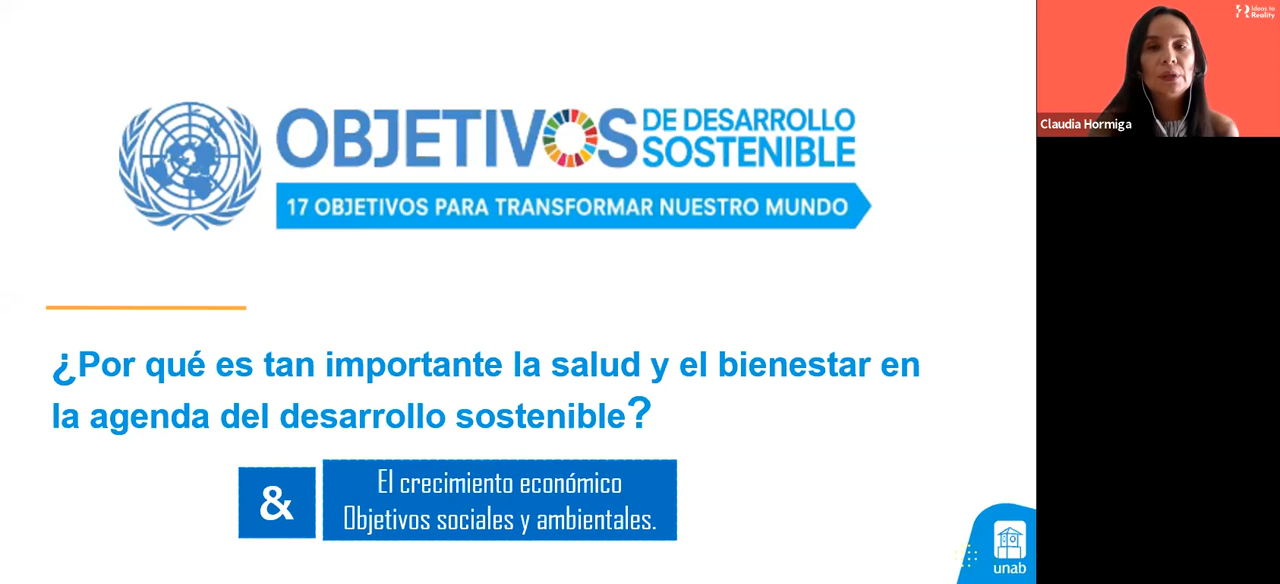 OBJETIVOS DE DESARROLLO SOSTENIBLE
17 OBJETIVOS PARA TRANSFORMAR NUESTRO MUNDO
¿Por qué es tan importante la salud y el bienestar en
la agenda del desarrollo sostenible?
&
El crecimiento económico
Objetivos sociales y ambientales.
unab
Ideas to
Reality
Claudia Hormiga